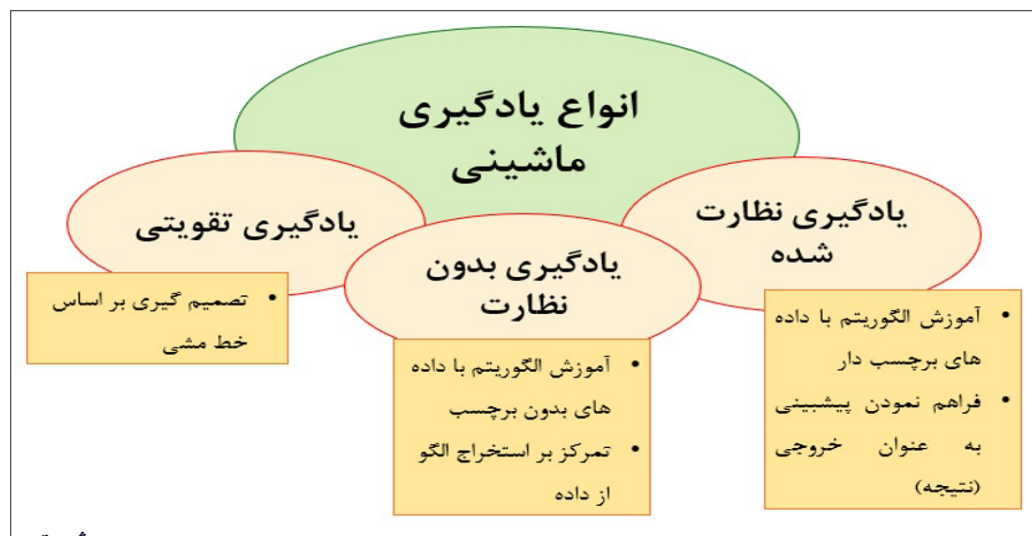 انواع یادگیری
ماشینی
یادگیری نظارت
شده
• آموزش الگوریتم با داده
های برچسب دار
• فراهم نمودن پیشبینی
به عنوان خروجی
(نتیجه)
یادگیری بدون
نظارت
• آموزش الگوریتم با داده
های بدون برچسب
• تمرکز بر استخراج الگو
از داده
یادگیری تقویتی
• تصمیم گیری بر اساس
خط مشی